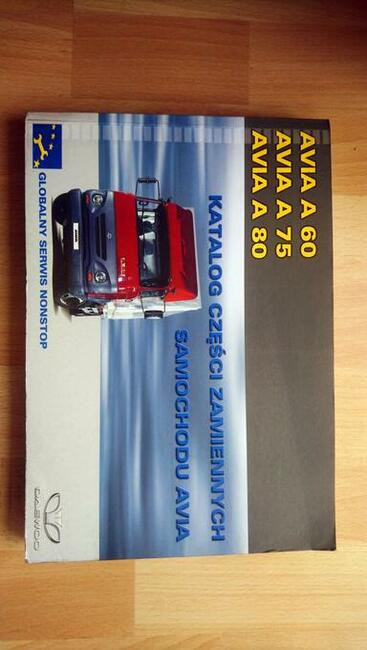 AVIA A 60
AVIA A 75
AVIA A 80
KATALOG CZĘŚCI ZAMIENNYCH
SAMOCHODU AVIA
GLOBALNY SERWIS NONSTOP
DAEWOO